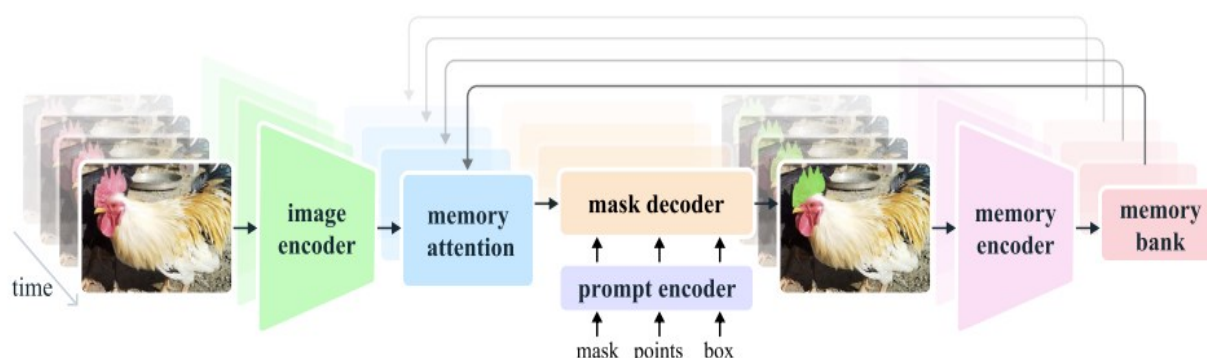 time
image
encoder
memory
attention
mask decoder
prompt encoder
mask points box
memory
encoder
memory
bank